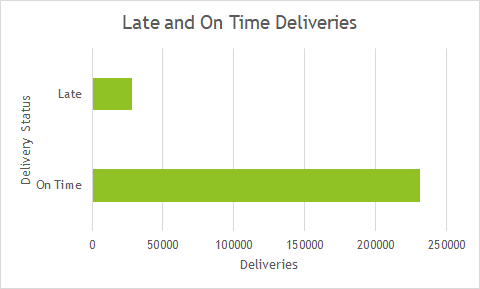 Late and On Time Deliveries
Delivery Status
Late
On Time
0 50000 100000 150000 200000 250000
Deliveries